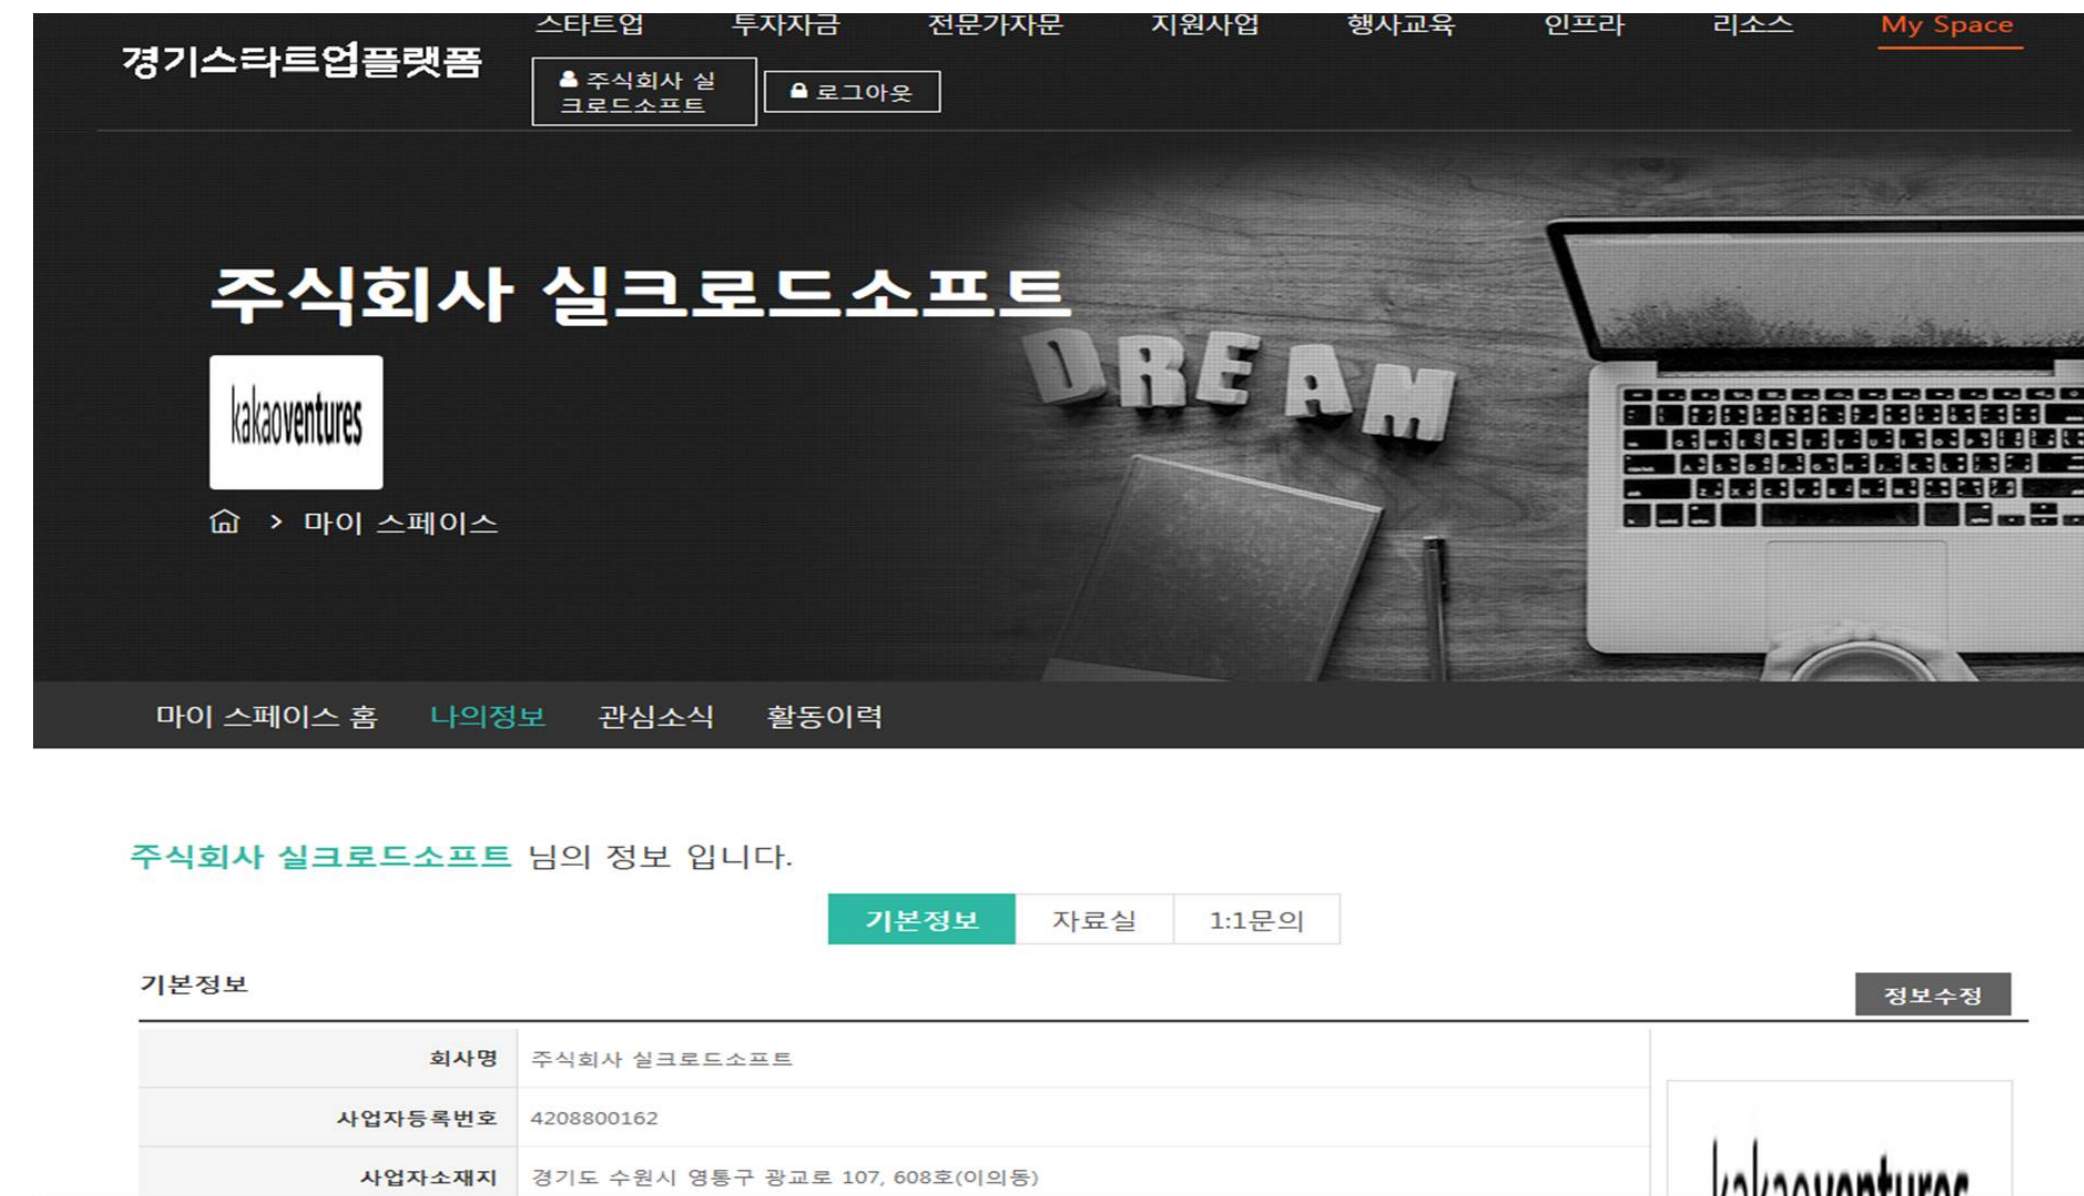 스타트업 투자자금 전문가자문 지원사업 행사교육 인프라 리소스 My Space
경기스타트업플랫폼
주식회사 실
크로드소프트
로그아웃
주식회사 실크로드소프트
DREAM
kakaoventures
> 마이 스페이스
마이 스페이스 홈 나의정보 관심소식 활동이력
주식회사 실크로드소프트 님의 정보 입니다.
기본정보 자료실 1:1문의
기본정보
정보수정
회사명 주식회사 실크로드소프트
사업자등록번호 4208800162
사업자소재지 경기도 수원시 영통구 광교로 107, 608호(이의동)
kakaoventures